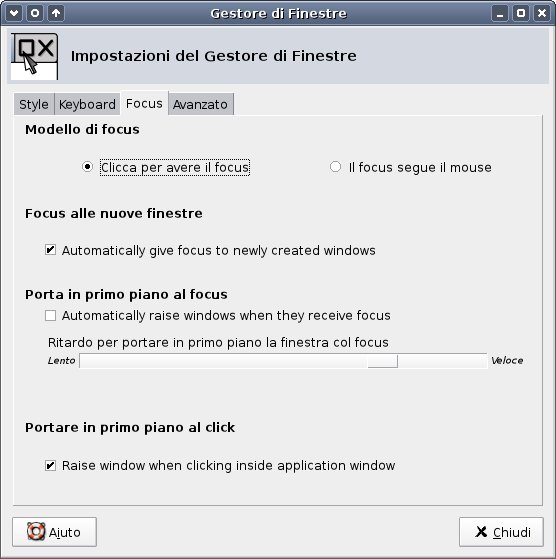 Gestore di Finestre
Impostazioni del Gestore di Finestre
Style Keyboard Focus Avanzato
Modello di focus
Clicca per avere il focus Il focus segue il mouse
Focus alle nuove finestre
Automatically give focus to newly created windows
Porta in primo piano al focus
Automatically raise windows when they receive focus
Ritardo per portare in primo piano la finestra col focus
Lento Veloce
Portare in primo piano al click
Raise window when clicking inside application window
Aiuto Chiudi